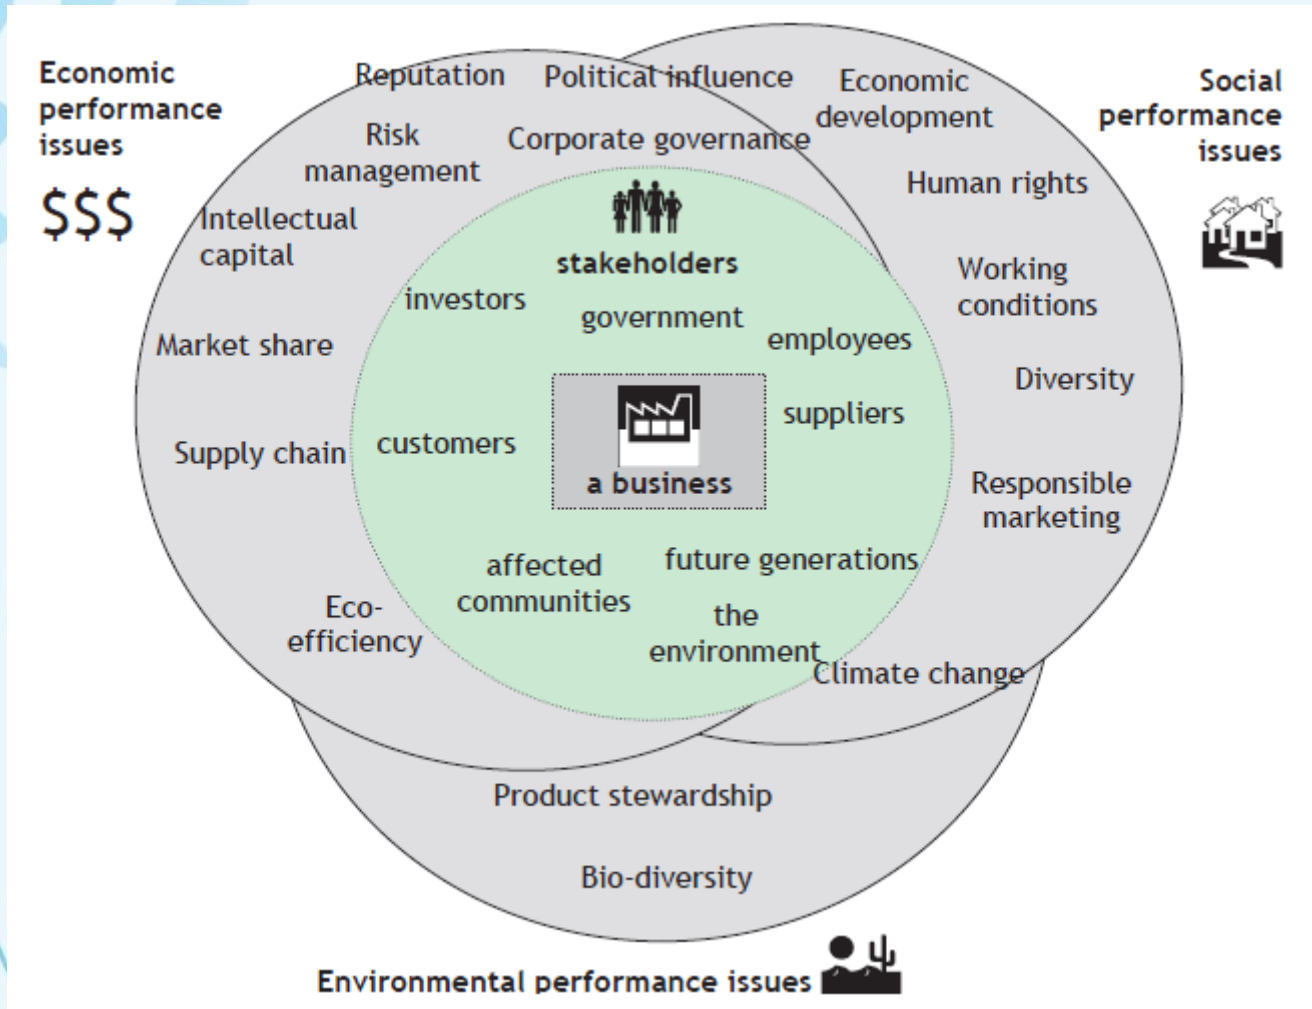 Economic
performance
issues
$$$
Reputation
Political influence
Economic
development
Social
performance
issues
Risk
management
Corporate governance
Human rights
Intellectual
capital
stakeholders
Working
conditions
investors
government
employees
Market share
Diversity
suppliers
customers
Supply chain
a business
Responsible
marketing
affected
communities
future generations
Eco-
efficiency
the
environment
Climate change
Product stewardship
Bio-diversity
Environmental performance issues